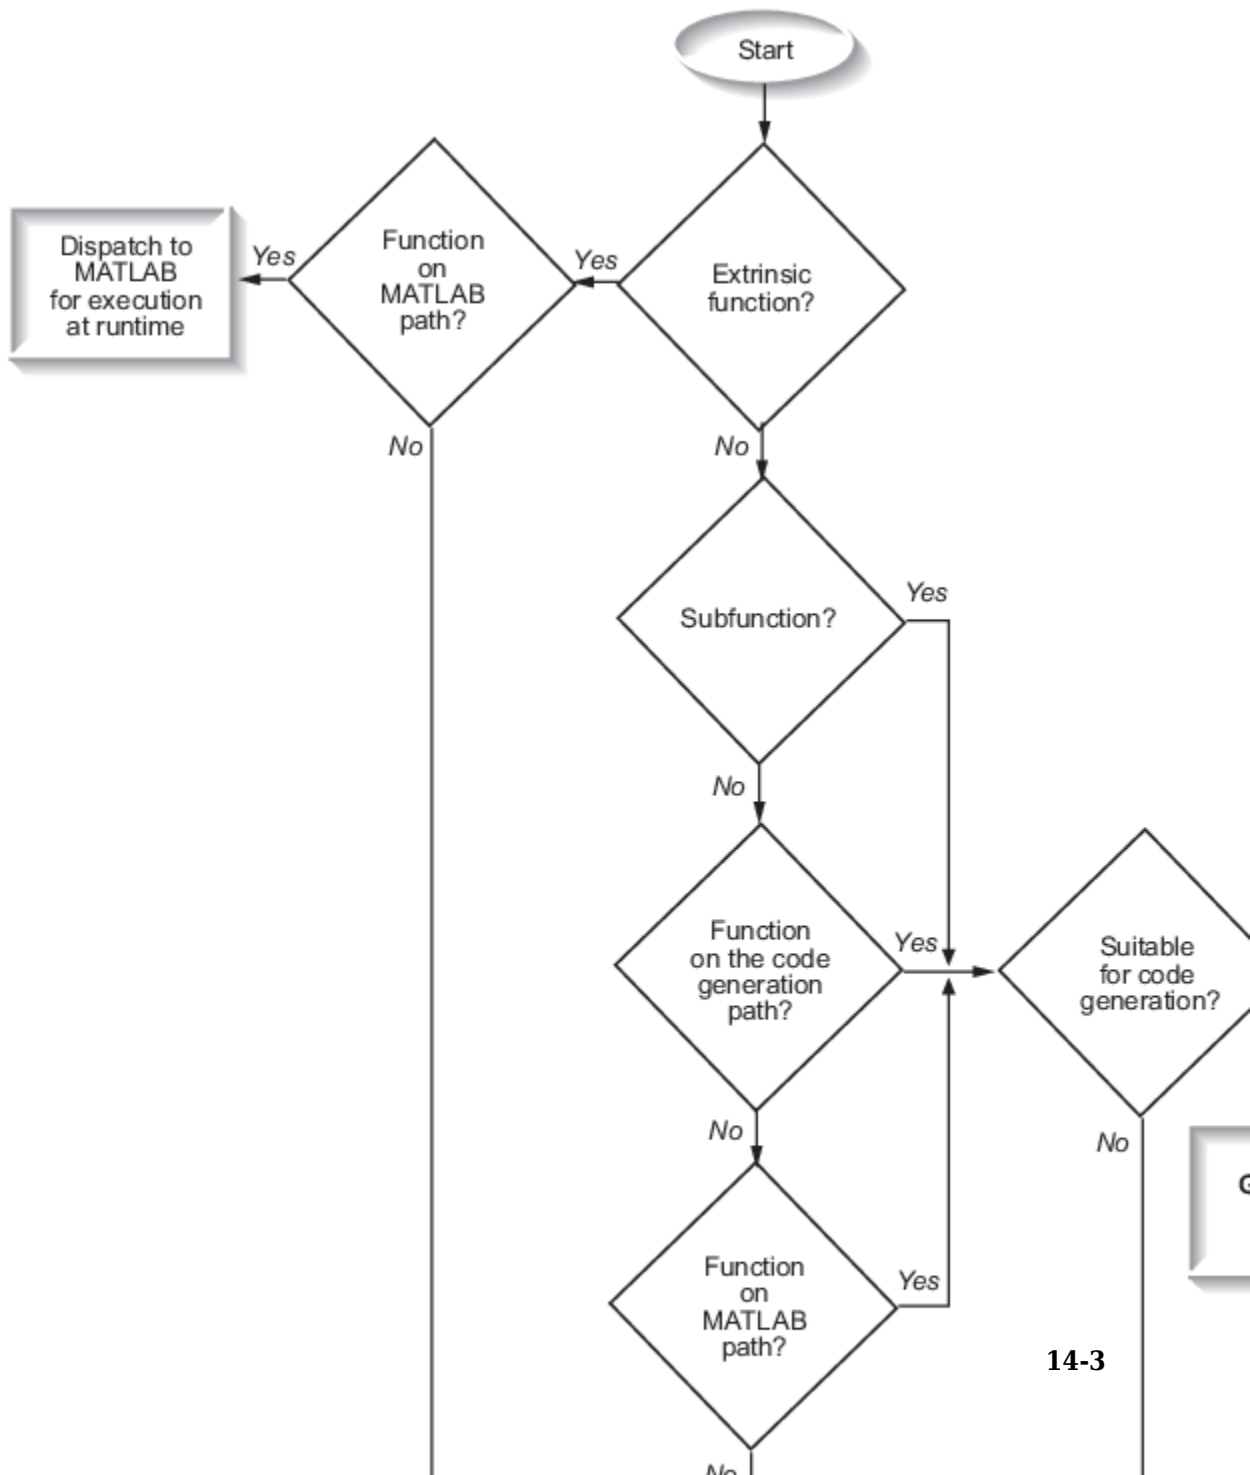 Start
Dispatch to
MATLAB
for execution
at runtime
Yes
Function
on
MATLAB
path?
Yes
Extrinsic
function?
No
No
Subfunction?
Yes
No
Function
on the code
generation
path?
Yes
Suitable
for code
generation?
No
No
Function
on
MATLAB
path?
Yes
14-3
No